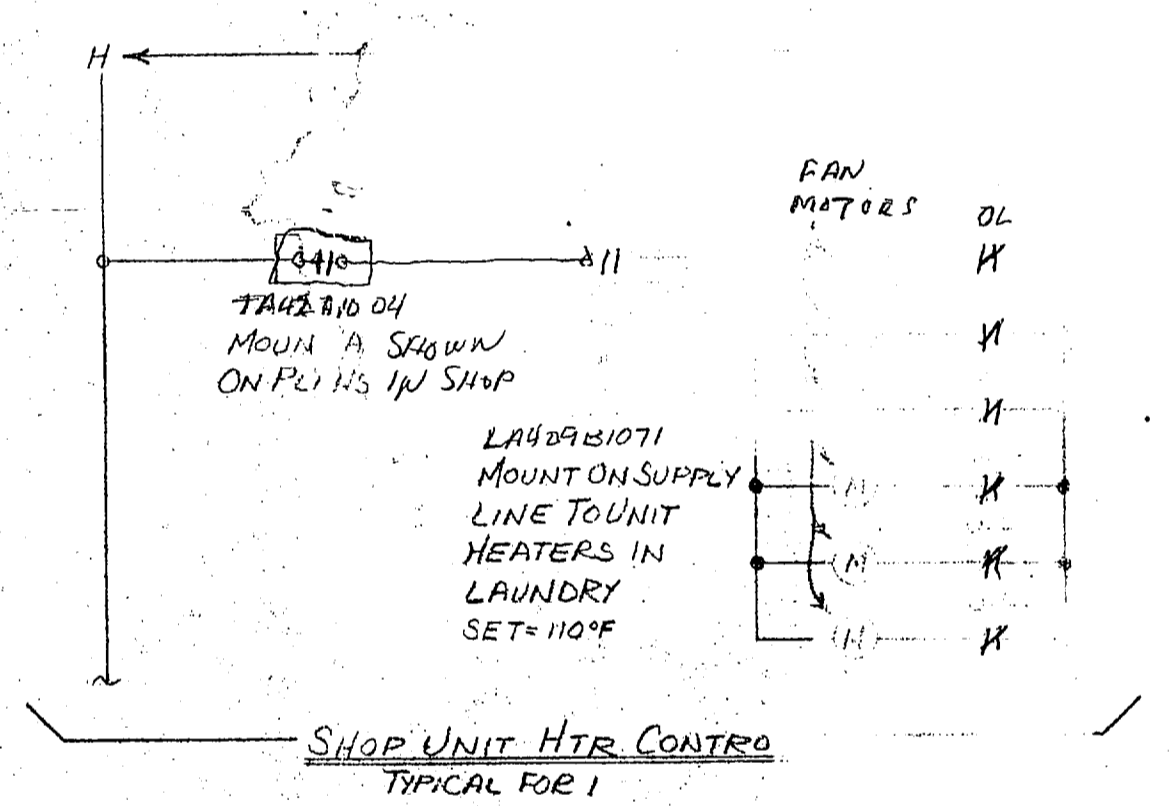 H
FAN
MOTORS
OL
11
MOUN A SHOWN
ON IN SHOP
LA409B1071
MOUNT ON SUPPLY
LINE TO UNIT
HEATERS IN
LAUNDRY
SET=110°F
M
M
M
SHOP UNIT HTR CONTRO
TYPICAL FOR 1